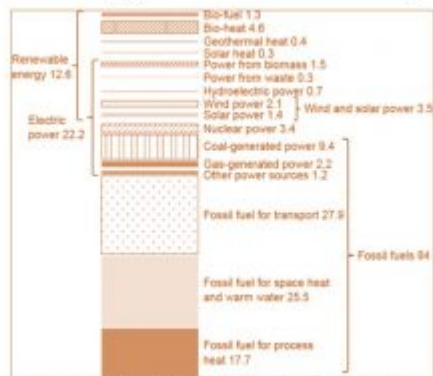 Bio-fuel 1.3
Bio-heat 4.6
Geothermal heat 0.4
Solar heat 0.3
Renewable
energy 12.6
Power from biomass 1.5
Power from waste 0.3
Hydroelectric power 0.7
Wind power 2.1
Solar power 1.4
Wind and solar power 3.5
Electric
power 22.2
Nuclear power 3.4
Coal-generated power 9.4
Gas-generated power 2.2
Other power sources 1.2
Fossil fuel for transport 27.9
Fossil fuels 84
Fossil fuel for space heat
and warm water 25.5
Fossil fuel for process
heat 17.7